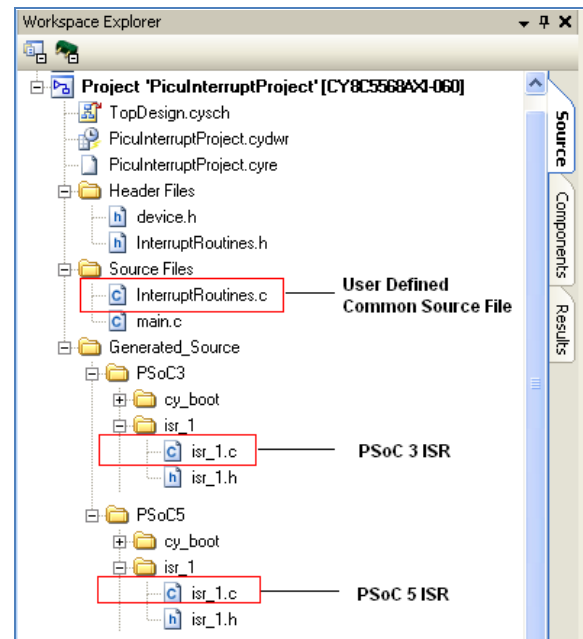 Workspace Explorer
Project 'PicuInterruptProject' [CY8C5568AXI-060]
TopDesign.cysch
PicuInterruptProject.cydwr
PicuInterruptProject.cyre
Header Files
h device.h
h InterruptRoutines.h
Source Files
C InterruptRoutines.c
User Defined
Common Source File
C main.c
Generated_Source
PSoC3
cy_boot
isr_1
C isr_1.c
PSoC 3 ISR
h isr_1.h
PSoC5
cy_boot
isr_1
C isr_1.c
PSoC 5 ISR
h isr_1.h
Source
Components
Results